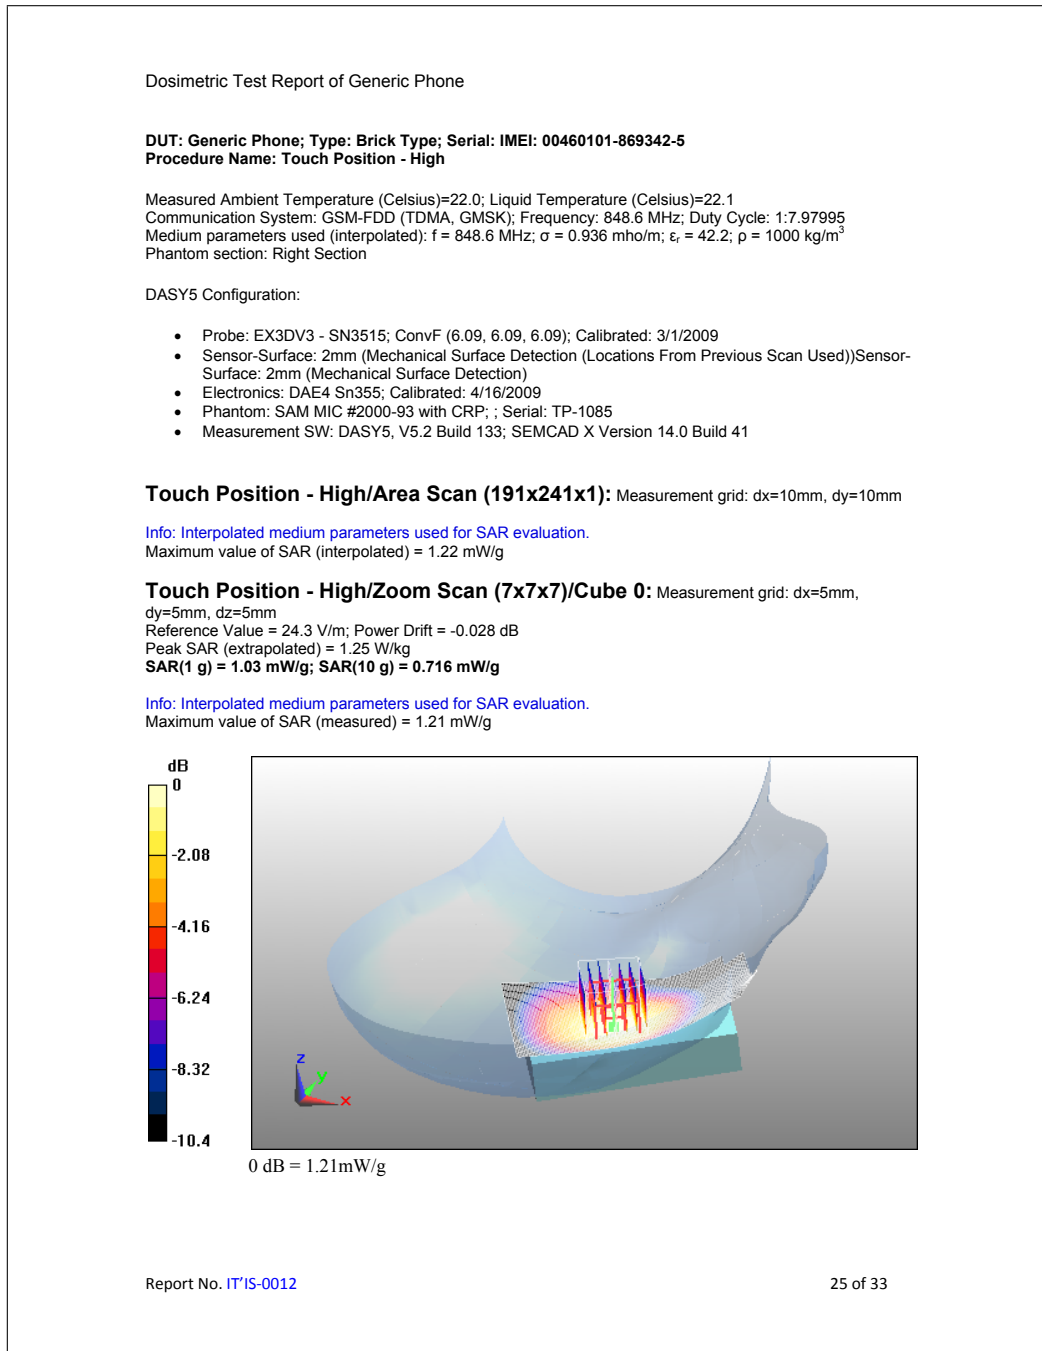 Dosimetric Test Report of Generic Phone
DUT: Generic Phone; Type: Brick Type; Serial: IMEI: 00460101-869342-5
Procedure Name: Touch Position - High
Measured Ambient Temperature (Celsius)=22.0; Liquid Temperature (Celsius)=22.1
Communication System: GSM-FDD (TDMA, GMSK); Frequency: 848.6 MHz; Duty Cycle: 1:7.97995
Medium parameters used (interpolated): f = 848.6 MHz; σ = 0.936 mho/m; εr = 42.2; ρ = 1000 kg/m³
Phantom section: Right Section
DASY5 Configuration:
• Probe: EX3DV3 - SN3515; ConvF (6.09, 6.09, 6.09); Calibrated: 3/1/2009
• Sensor-Surface: 2mm (Mechanical Surface Detection (Locations From Previous Scan Used))Sensor-
Surface: 2mm (Mechanical Surface Detection)
• Electronics: DAE4 Sn355; Calibrated: 4/16/2009
• Phantom: SAM MIC #2000-93 with CRP; ; Serial: TP-1085
• Measurement SW: DASY5, V5.2 Build 133; SEMCAD X Version 14.0 Build 41
Touch Position - High/Area Scan (191x241x1): Measurement grid: dx=10mm, dy=10mm
Info: Interpolated medium parameters used for SAR evaluation.
Maximum value of SAR (interpolated) = 1.22 mW/g
Touch Position - High/Zoom Scan (7x7x7)/Cube 0: Measurement grid: dx=5mm,
dy=5mm, dz=5mm
Reference Value = 24.3 V/m; Power Drift = -0.028 dB
Peak SAR (extrapolated) = 1.25 W/kg
SAR(1 g) = 1.03 mW/g; SAR(10 g) = 0.716 mW/g
Info: Interpolated medium parameters used for SAR evaluation.
Maximum value of SAR (measured) = 1.21 mW/g
dB
0
-2.08
-4.16
-6.24
-8.32
-10.4
z
y
x
0 dB = 1.21mW/g
Report No. IT'IS-0012 25 of 33